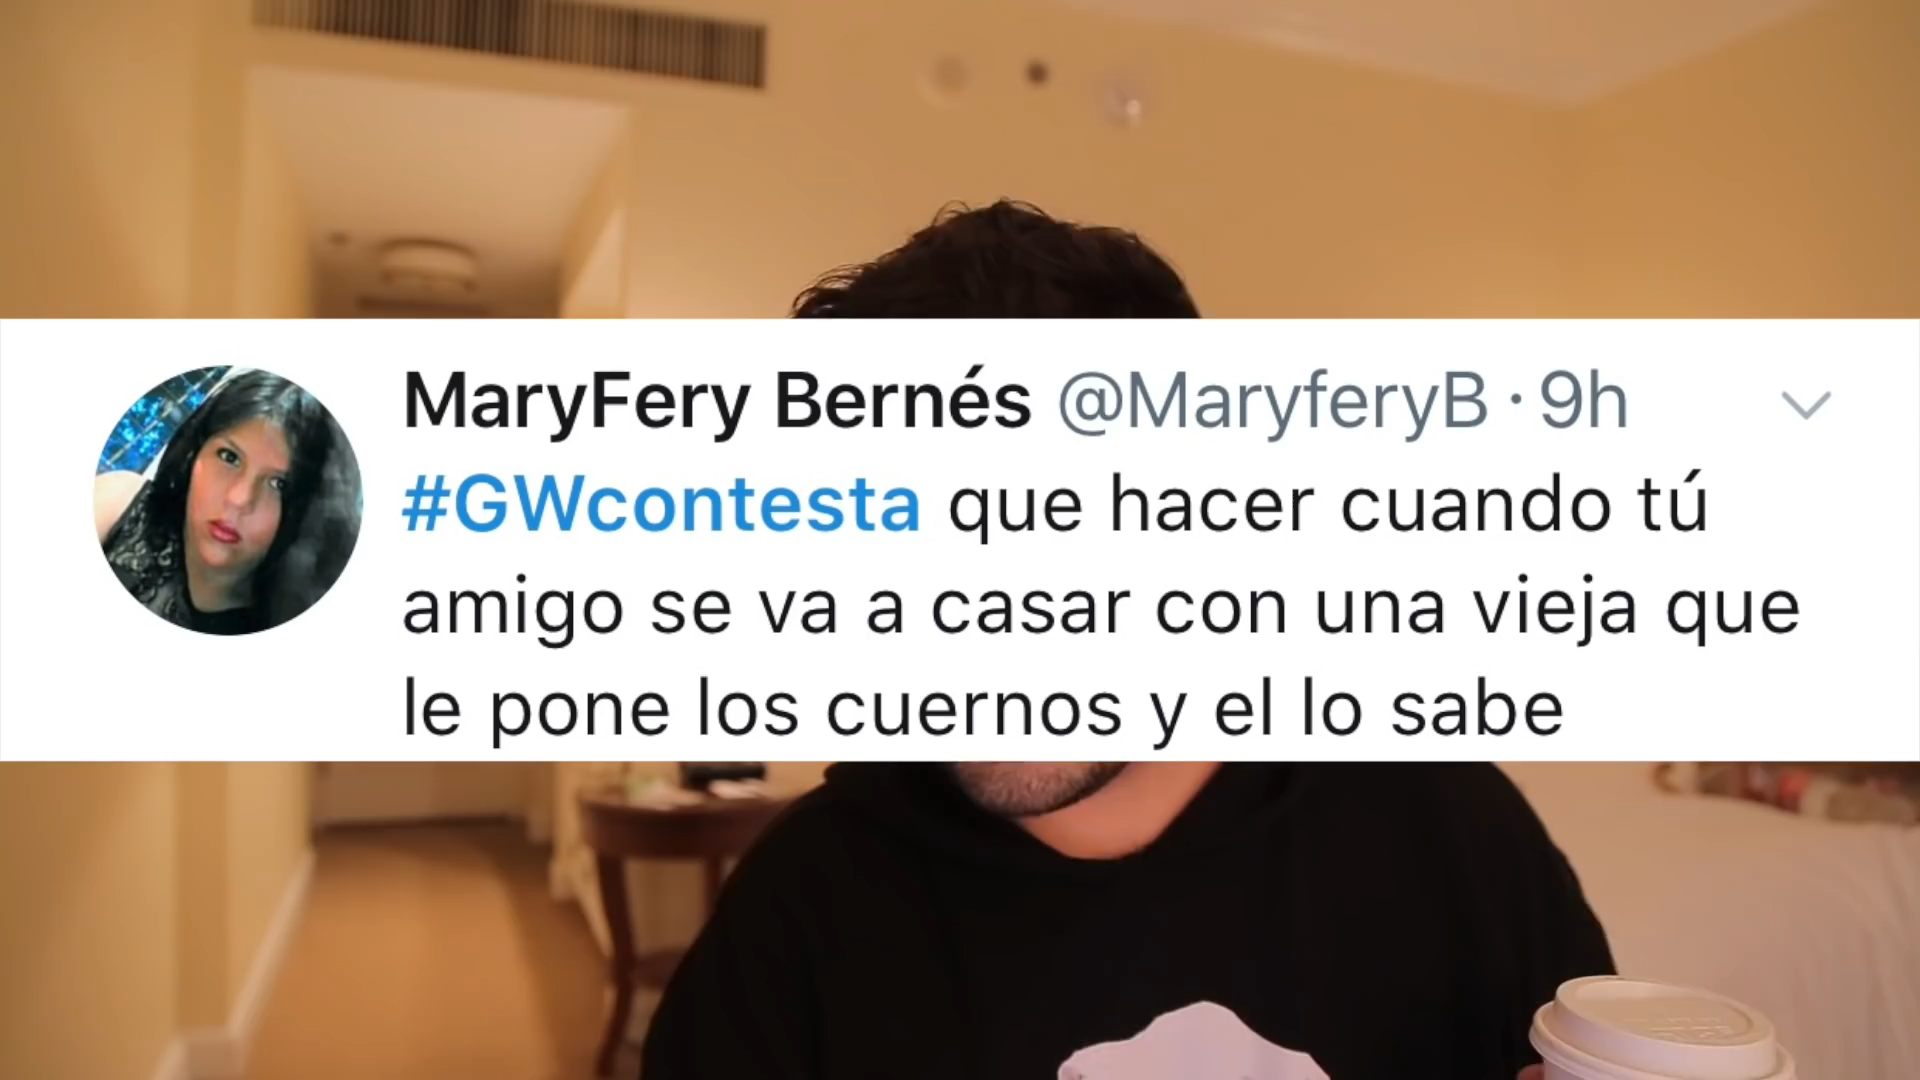 MaryFery Bernés @MaryferyB · 9h
#GWcontesta que hacer cuando tú
amigo se va a casar con una vieja que
le pone los cuernos y el lo sabe